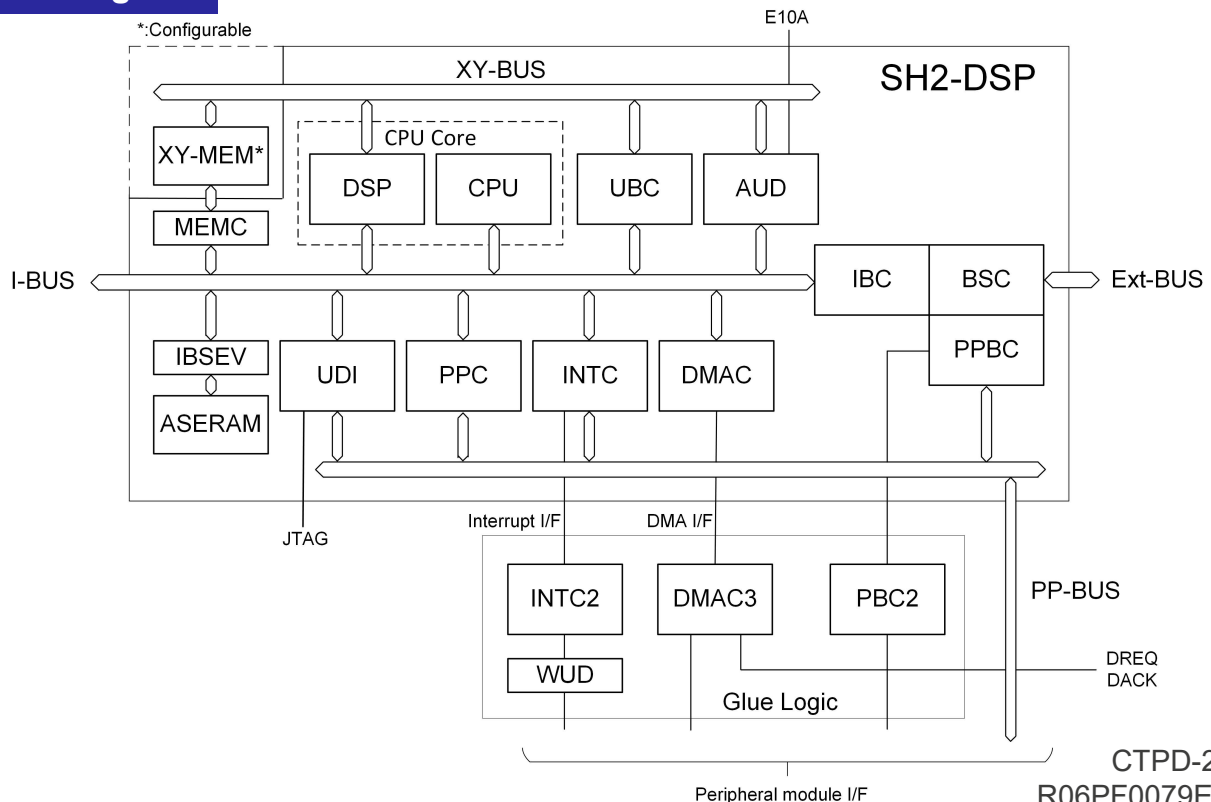 *:Configurable
E10A
XY-BUS
SH2-DSP
CPU Core
XY-MEM*
DSP
CPU
UBC
AUD
MEMC
I-BUS
IBC
BSC
Ext-BUS
IBSEV
UDI
PPC
INTC
DMAC
PPBC
ASERAM
JTAG
Interrupt I/F
DMA I/F
INTC2
DMAC3
PBC2
PP-BUS
WUD
DREQ
DACK
Glue Logic
Peripheral module I/F